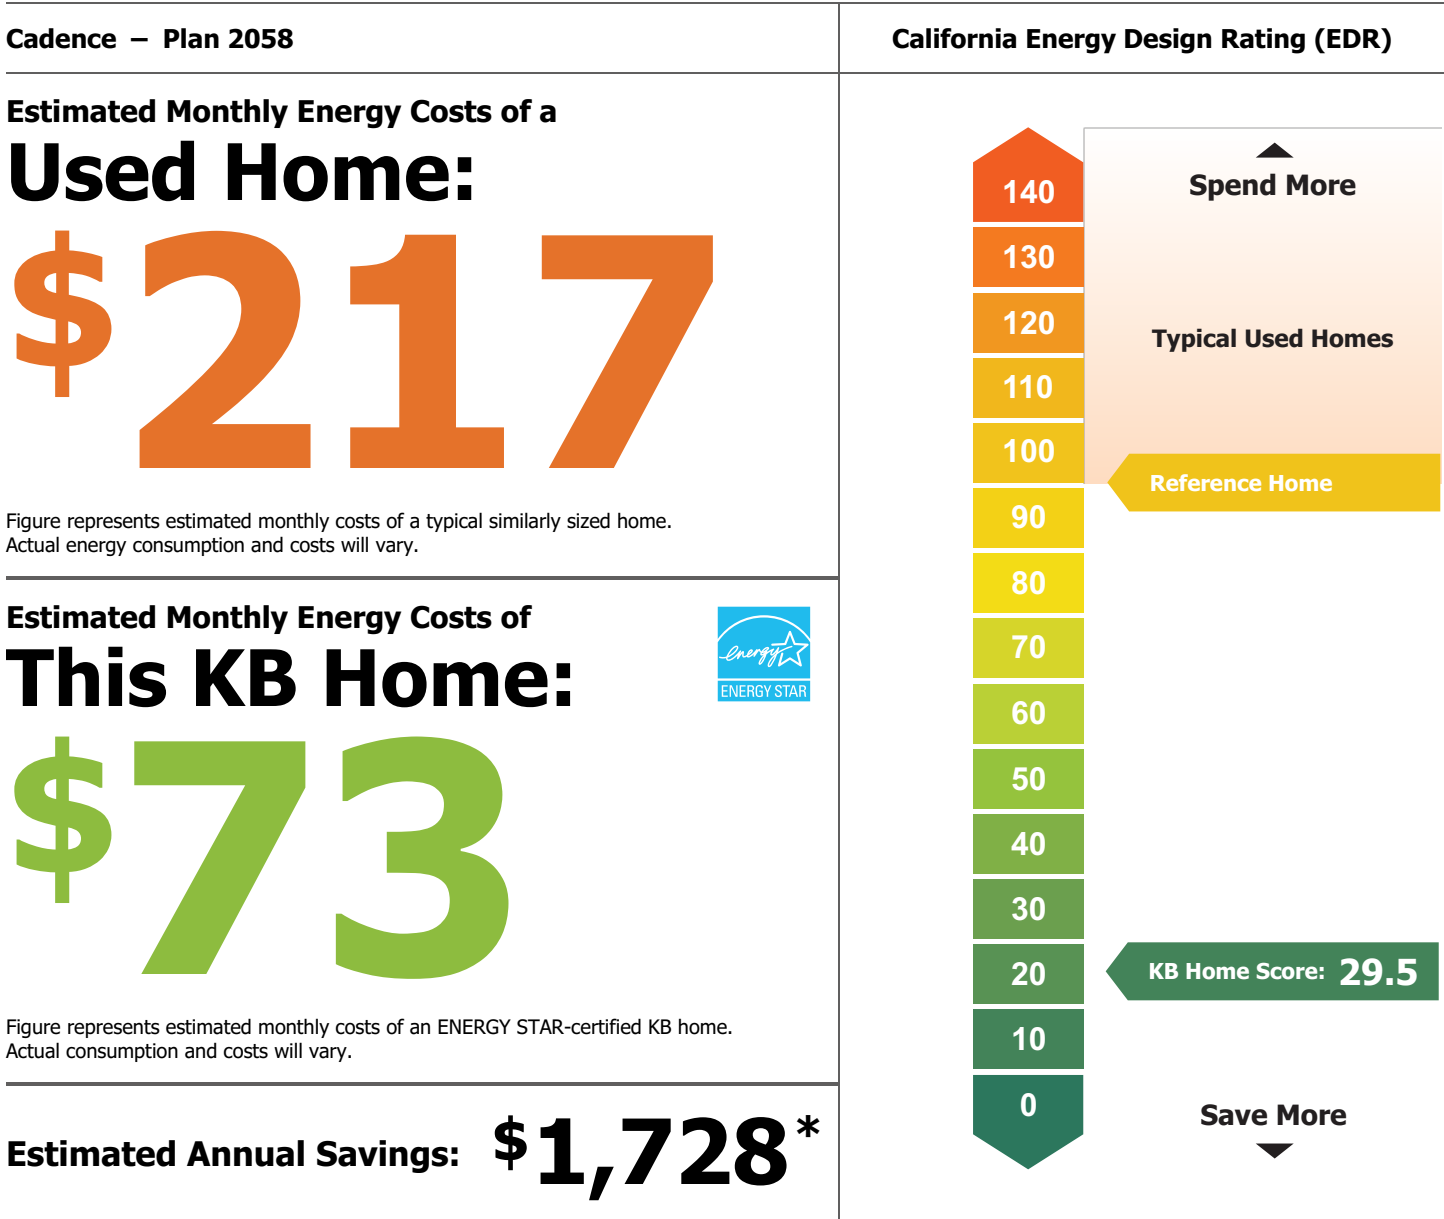 Cadence – Plan 2058
Estimated Monthly Energy Costs of a
Used Home:
$217
Figure represents estimated monthly costs of a typical similarly sized home.
Actual energy consumption and costs will vary.
Estimated Monthly Energy Costs of
This KB Home:
energy
ENERGY STAR
$73
Figure represents estimated monthly costs of an ENERGY STAR-certified KB home.
Actual consumption and costs will vary.
Estimated Annual Savings: $1,728*
California Energy Design Rating (EDR)
140
Spend More
130
120
Typical Used Homes
110
100
Reference Home
90
80
70
60
50
40
30
20
KB Home Score: 29.5
10
0
Save More